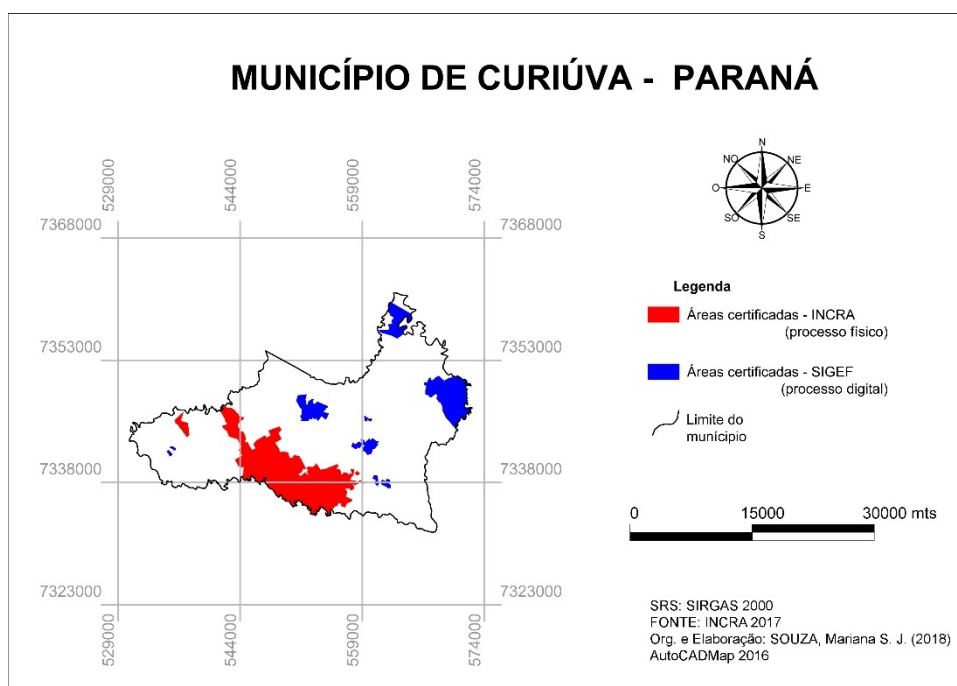 MUNICÍPIO DE CURIÚVA - PARANÁ
529000
544000
559000
574000
N
NO
NE
O
E
SO
SE
S
7368000
7368000
Legenda
Áreas certificadas - INCRA
(processo físico)
7353000
7353000
Áreas certificadas - SIGEF
(processo digital)
Limite do
munícipio
7338000
7338000
0
15000
30000 mts
7323000
7323000
529000
544000
559000
574000
SRS: SIRGAS 2000
FONTE: INCRA 2017
Org. e Elaboração: SOUZA, Mariana S. J. (2018)
AutoCADMap 2016